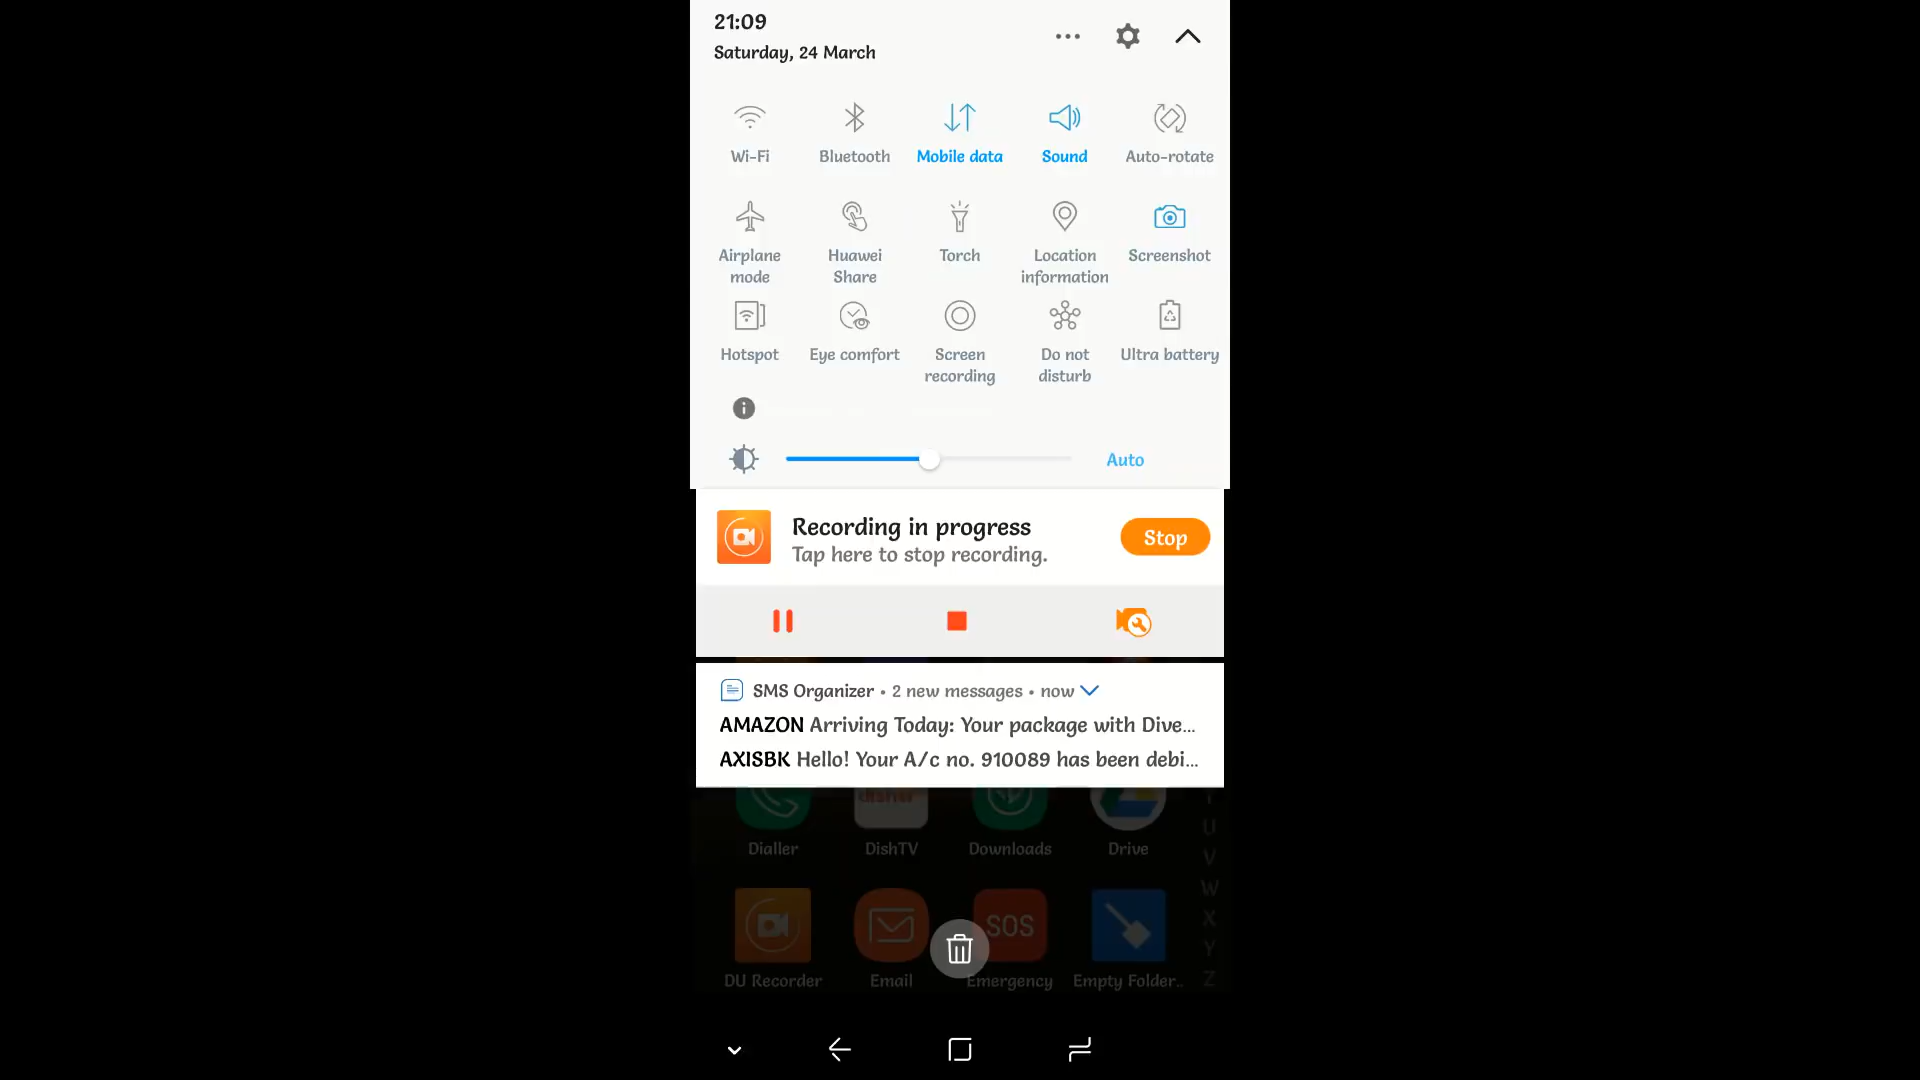 21:09
Saturday, 24 March
Wi-Fi
Bluetooth
Mobile data
Sound
Auto-rotate
Airplane mode
Huawei Share
Torch
Location information
Screenshot
Hotspot
Eye comfort
Screen recording
Do not disturb
Ultra battery
Auto
Recording in progress
Tap here to stop recording.
Stop
SMS Organizer • 2 new messages • now
AMAZON Arriving Today: Your package with Dive...
AXISBK Hello! Your A/c no. 910089 has been debi...
Dialler
DishTV
Downloads
Drive
U
V
W
X
Y
Z
SOS
DU Recorder
Email
Emergency
Empty Folder..